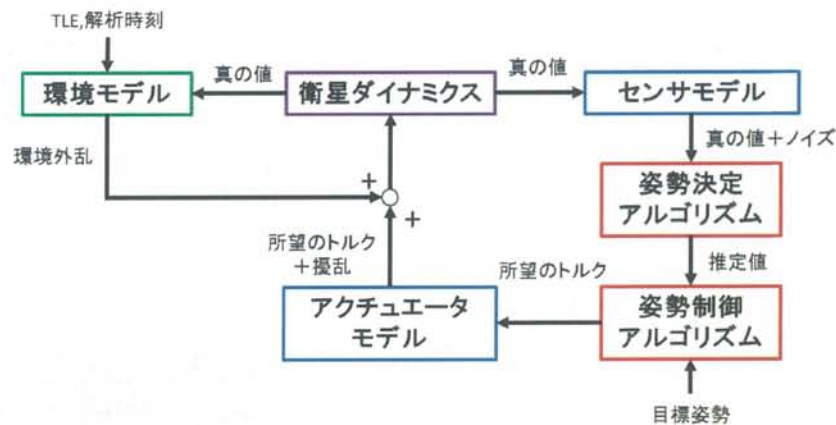 TLE,解析時刻
真の値
真の値
環境モデル
衛星ダイナミクス
センサモデル
環境外乱
真の値+ノイズ
+
+
姿勢決定
アルゴリズム
所望のトルク
+擾乱
所望のトルク
推定値
アクチュエータ
モデル
姿勢制御
アルゴリズム
目標姿勢